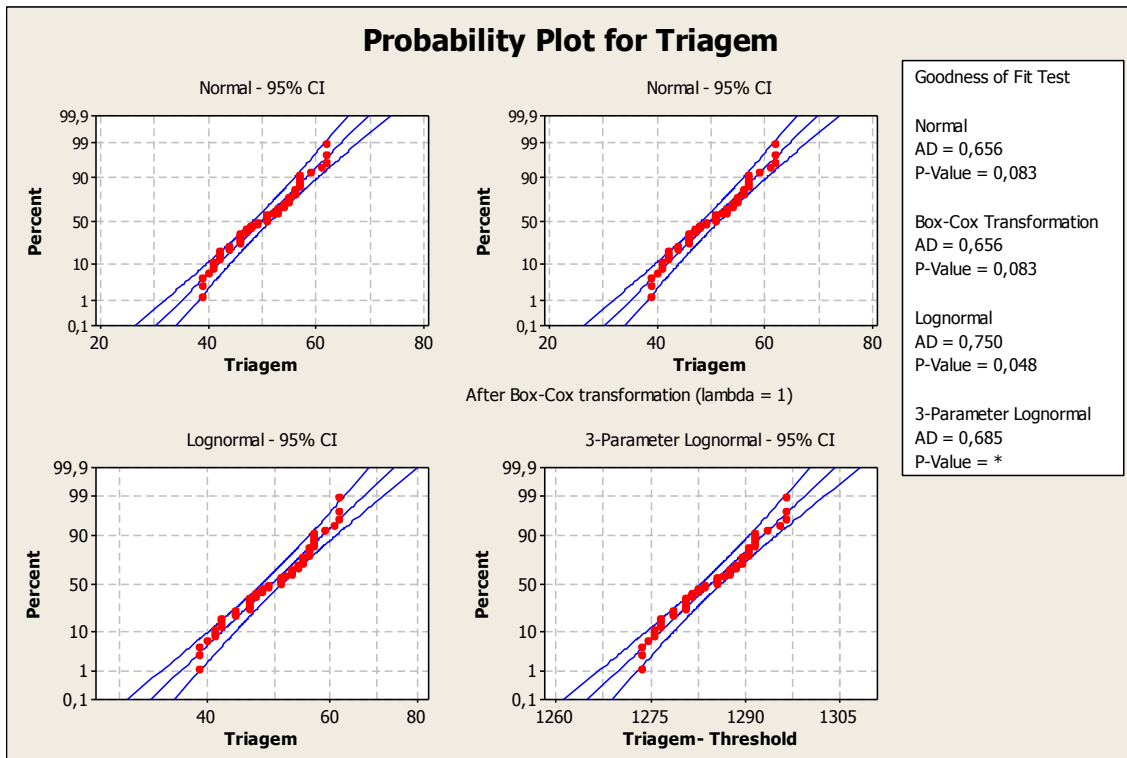 Probability Plot for Triagem
Normal - 95% CI
99,9
99
90
50
10
1
0,1
Percent
20 40 60 80
Triagem
Normal - 95% CI
99,9
99
90
50
10
1
0,1
Percent
20 40 60 80
Triagem
After Box-Cox transformation (lambda = 1)
Lognormal - 95% CI
99,9
99
90
50
10
1
0,1
Percent
40 60 80
Triagem
3-Parameter Lognormal - 95% CI
99,9
99
90
50
10
1
0,1
Percent
1260 1275 1290 1305
Triagem- Threshold
Goodness of Fit Test
Normal
AD = 0,656
P-Value = 0,083
Box-Cox Transformation
AD = 0,656
P-Value = 0,083
Lognormal
AD = 0,750
P-Value = 0,048
3-Parameter Lognormal
AD = 0,685
P-Value = *